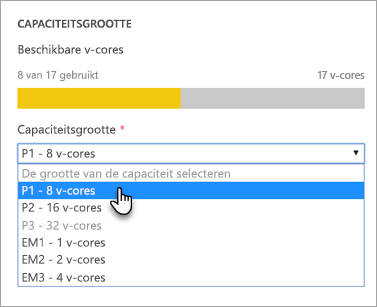 CAPACITEITSGROOTTE
Beschikbare v-cores
8 van 17 gebruikt 17 v-cores
Capaciteitsgrootte *
P1 - 8 v-cores
De grootte van de capaciteit selecteren
P1 - 8 v-cores
P2 - 16 v-cores
P3 - 32 v-cores
EM1 - 1 v-cores
EM2 - 2 v-cores
EM3 - 4 v-cores